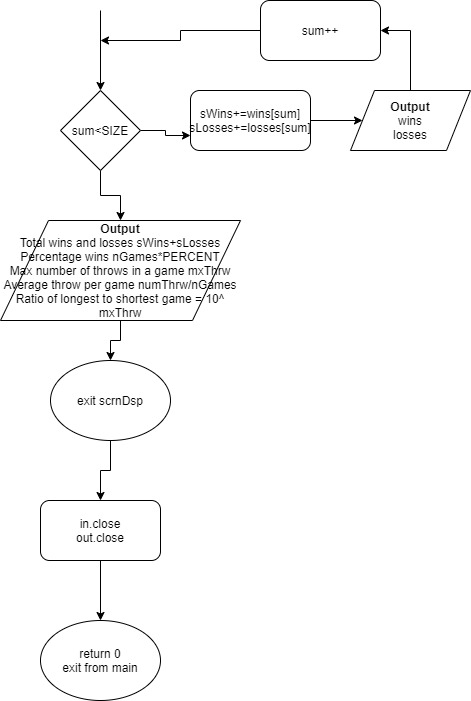 sum++
sum<SIZE
sWins+=wins[sum]
sLosses+=losses[sum]
Output
wins
losses
Output
Total wins and losses sWins+sLosses
Percentage wins nGames*PERCENT
Max number of throws in a game mxThrw
Average throw per game numThrw/nGames
Ratio of longest to shortest game = 10^
mxThrw
exit scrnDsp
in.close
out.close
return 0
exit from main